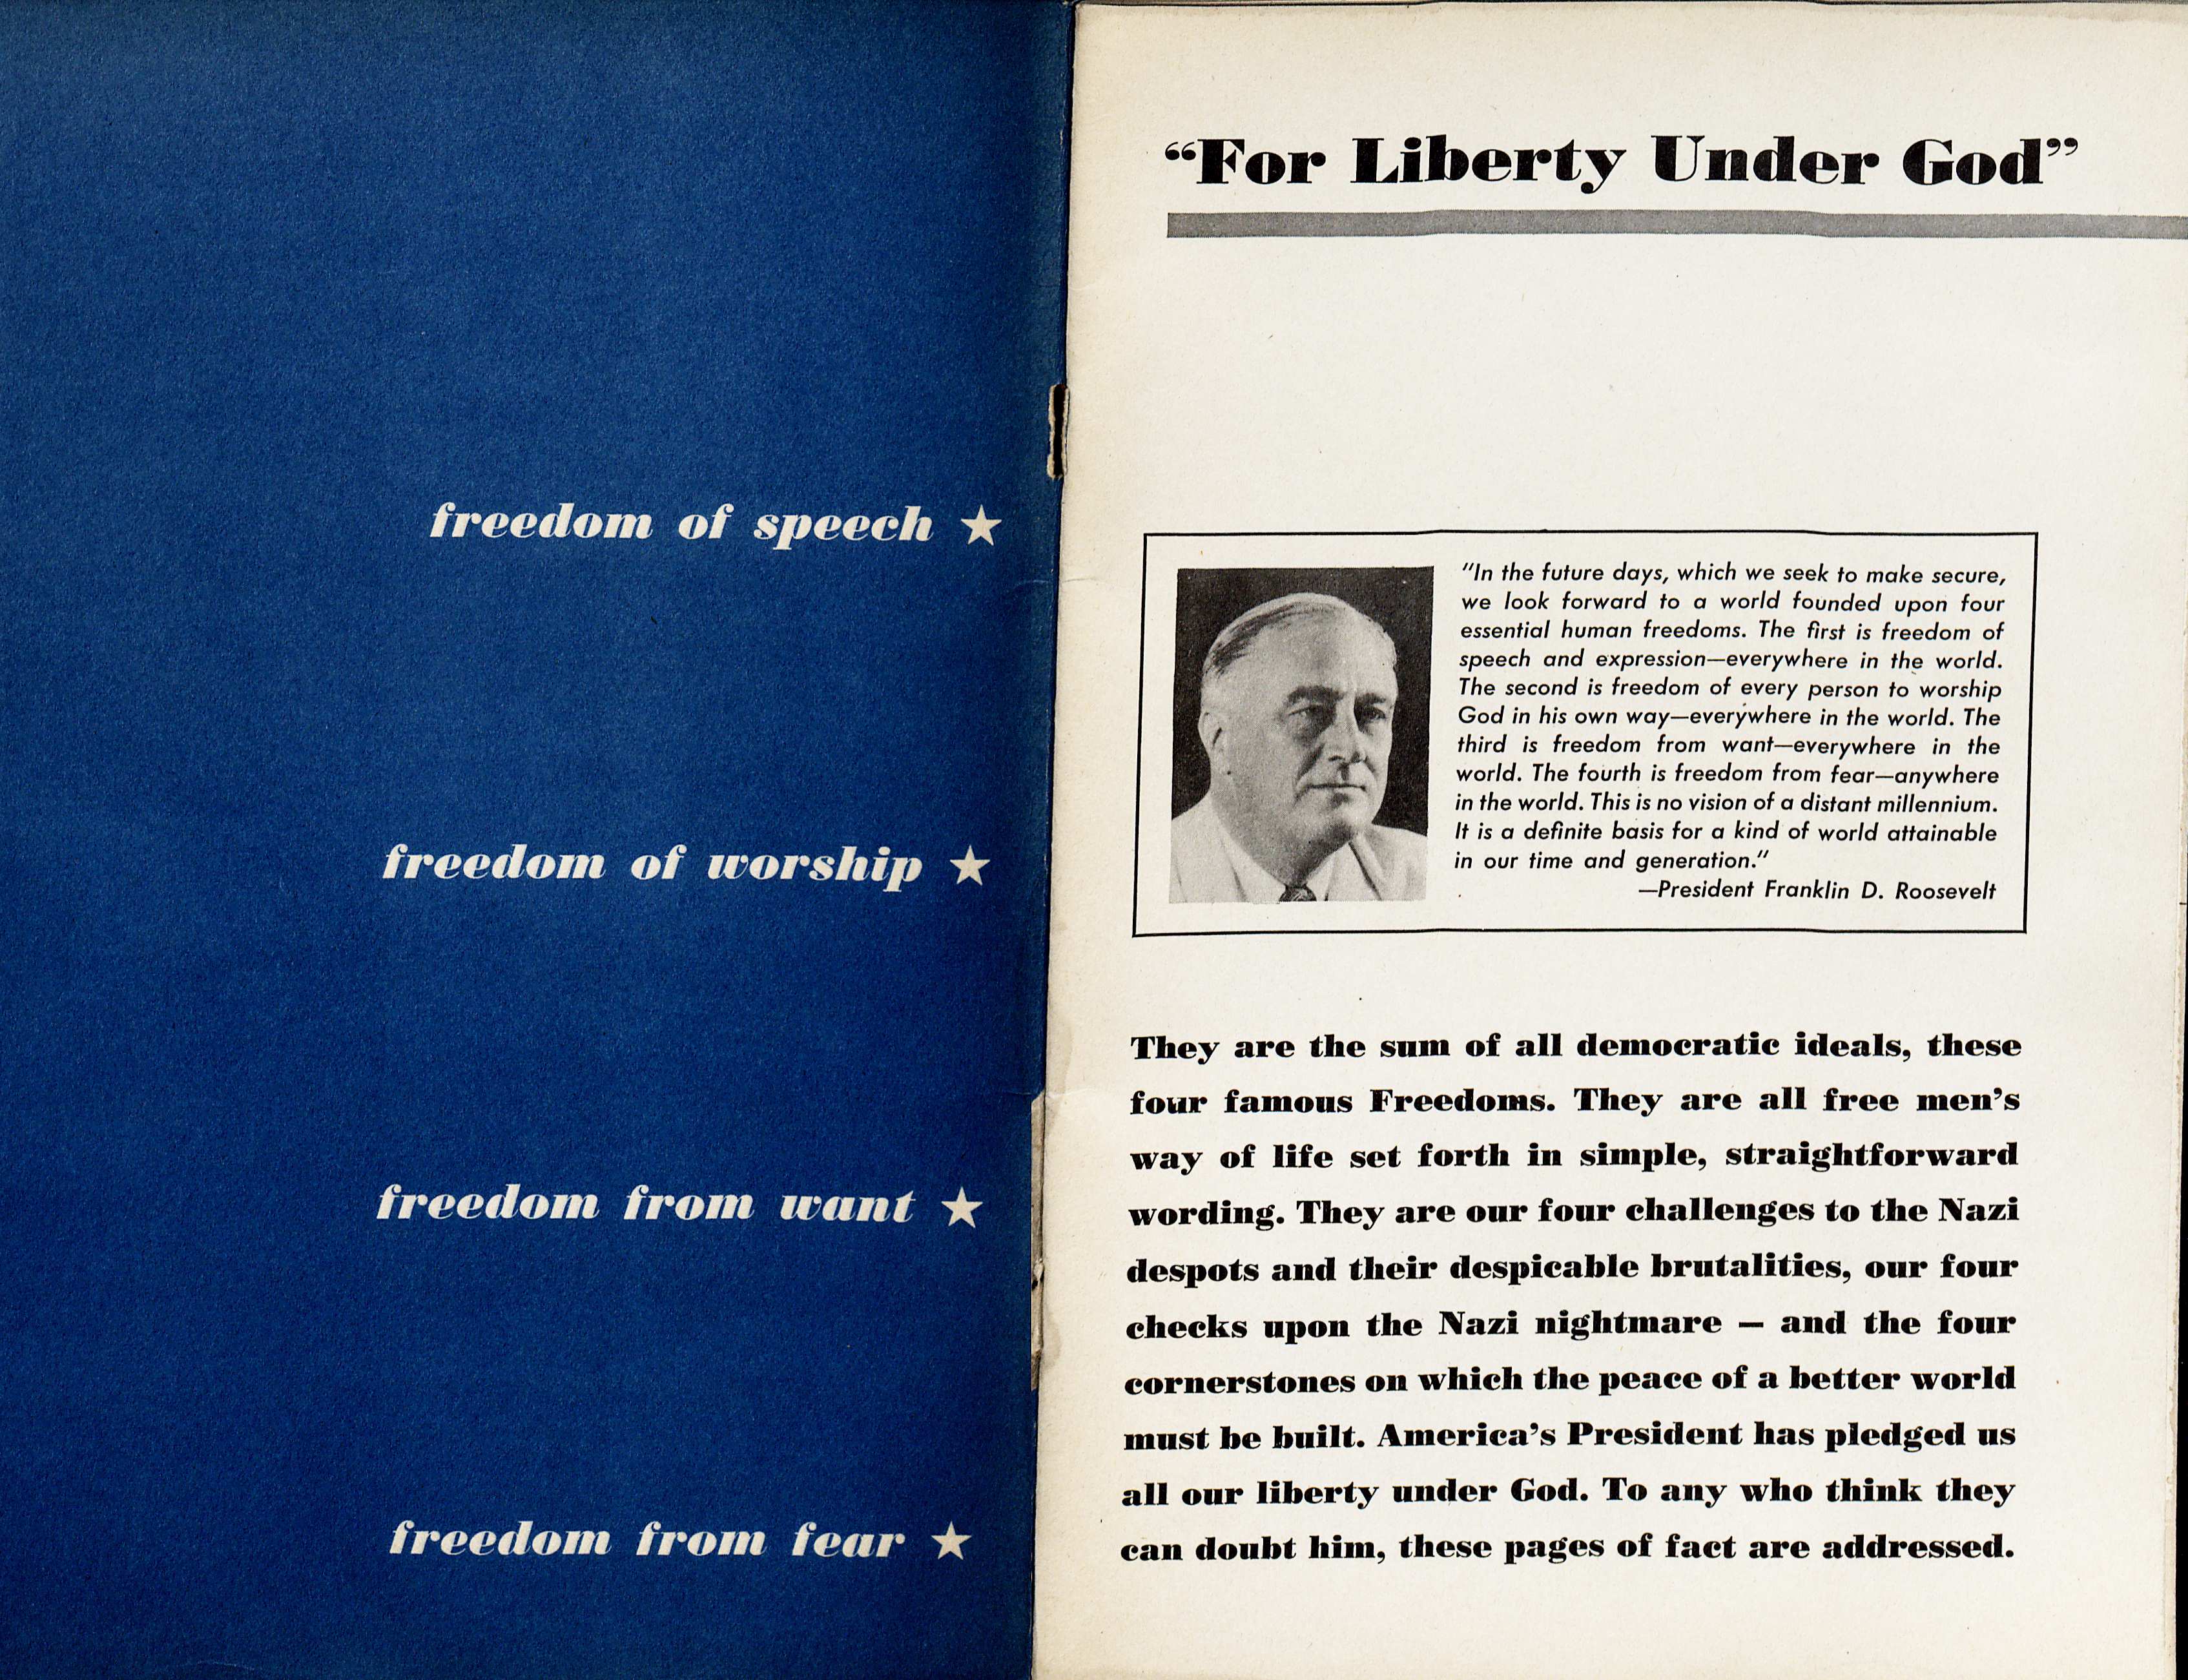 freedom of speech ★
freedom of worship ★
freedom from want ★
freedom from fear ★
“For Liberty Under God”
“In the future days, which we seek to make secure,
we look forward to a world founded upon four
essential human freedoms. The first is freedom of
speech and expression—everywhere in the world.
The second is freedom of every person to worship
God in his own way—everywhere in the world. The
third is freedom from want—everywhere in the
world. The fourth is freedom from fear—anywhere
in the world. This is no vision of a distant millennium.
It is a definite basis for a kind of world attainable
in our time and generation.”
—President Franklin D. Roosevelt
They are the sum of all democratic ideals, these
four famous Freedoms. They are all free men’s
way of life set forth in simple, straightforward
wording. They are our four challenges to the Nazi
despots and their despicable brutalities, our four
checks upon the Nazi nightmare — and the four
cornerstones on which the peace of a better world
must be built. America’s President has pledged us
all our liberty under God. To any who think they
can doubt him, these pages of fact are addressed.